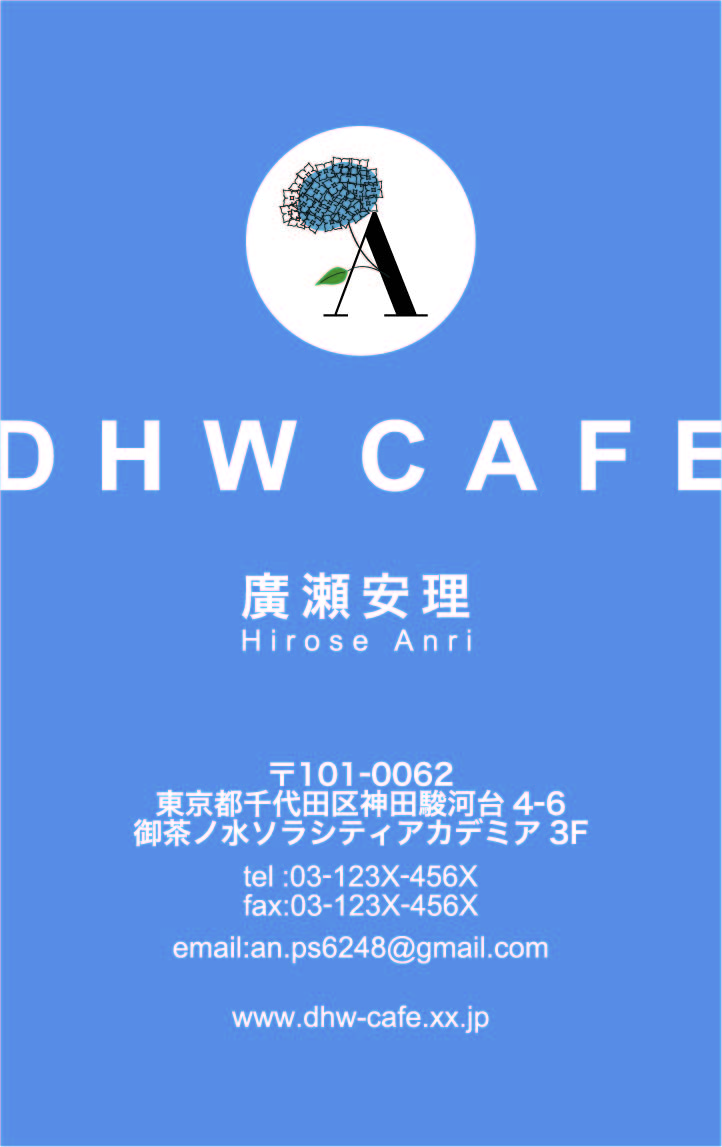 A
DHW CAFE
廣瀬安理
Hirose Anri
〒101-0062
東京都千代田区神田駿河台 4-6
御茶ノ水ソラシティアカデミア 3F
tel :03-123X-456X
fax:03-123X-456X
email:an.ps6248@gmail.com
www.dhw-cafe.xx.jp